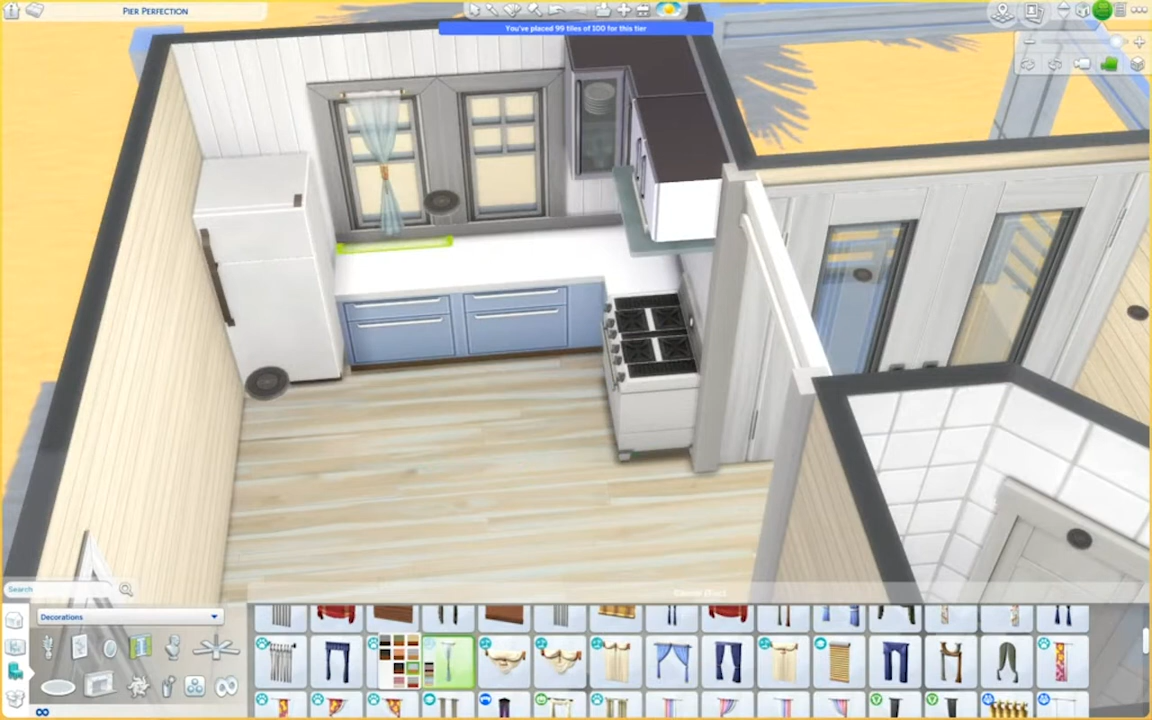 PIER PERFECTION
You've placed 99 tiles of 100 for this tier
Search
Decorations